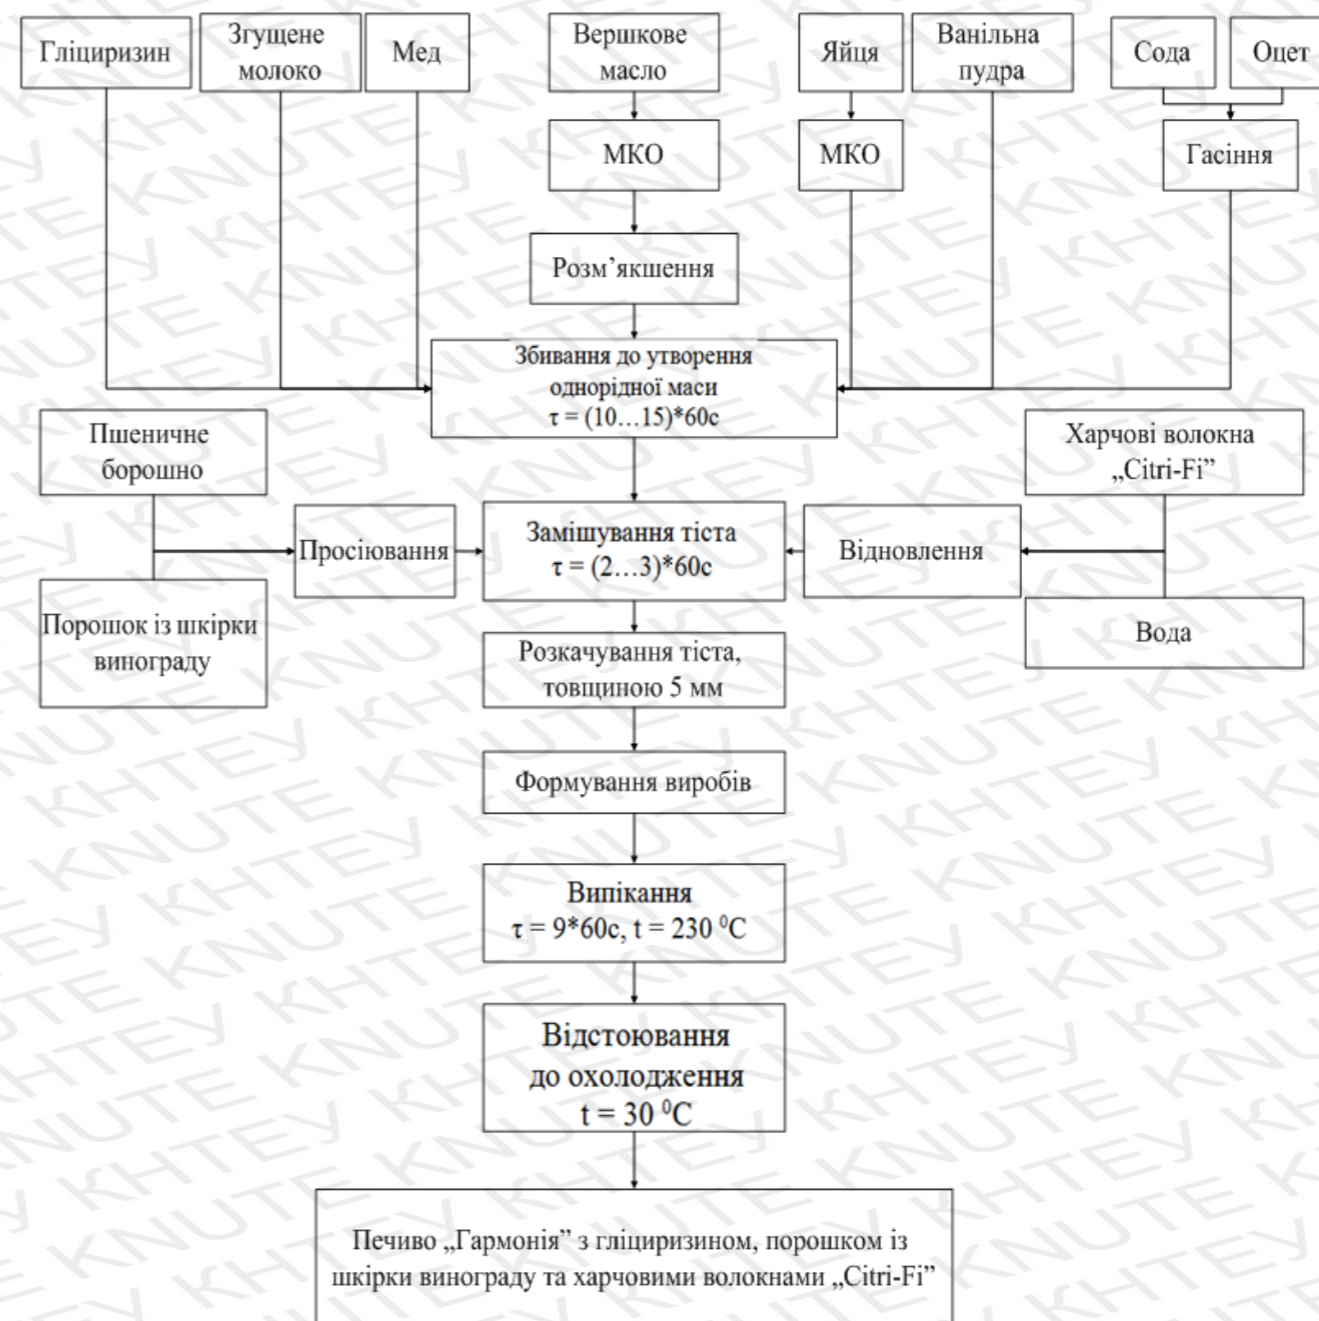 Гліциризин
Згущене
молоко
Мед
Вершкове
масло
Яйця
Ванільна
пудра
Сода
Оцет
МКО
МКО
Гасіння
Розм’якшення
Збивання до утворення
однорідної маси
τ = (10…15)*60с
Пшеничне
борошно
Харчові волокна
„Citri-Fi”
Просіювання
Замішування тіста
τ = (2…3)*60с
Відновлення
Порошок із шкірки
винограду
Вода
Розкачування тіста,
товщиною 5 мм
Формування виробів
Випікання
τ = 9*60с, t = 230 ⁰С
Відстоювання
до охолодження
t = 30 ⁰С
Печиво „Гармонія” з гліциризином, порошком із
шкірки винограду та харчовими волокнами „Citri-Fi”
KNUTE КНТЕУ